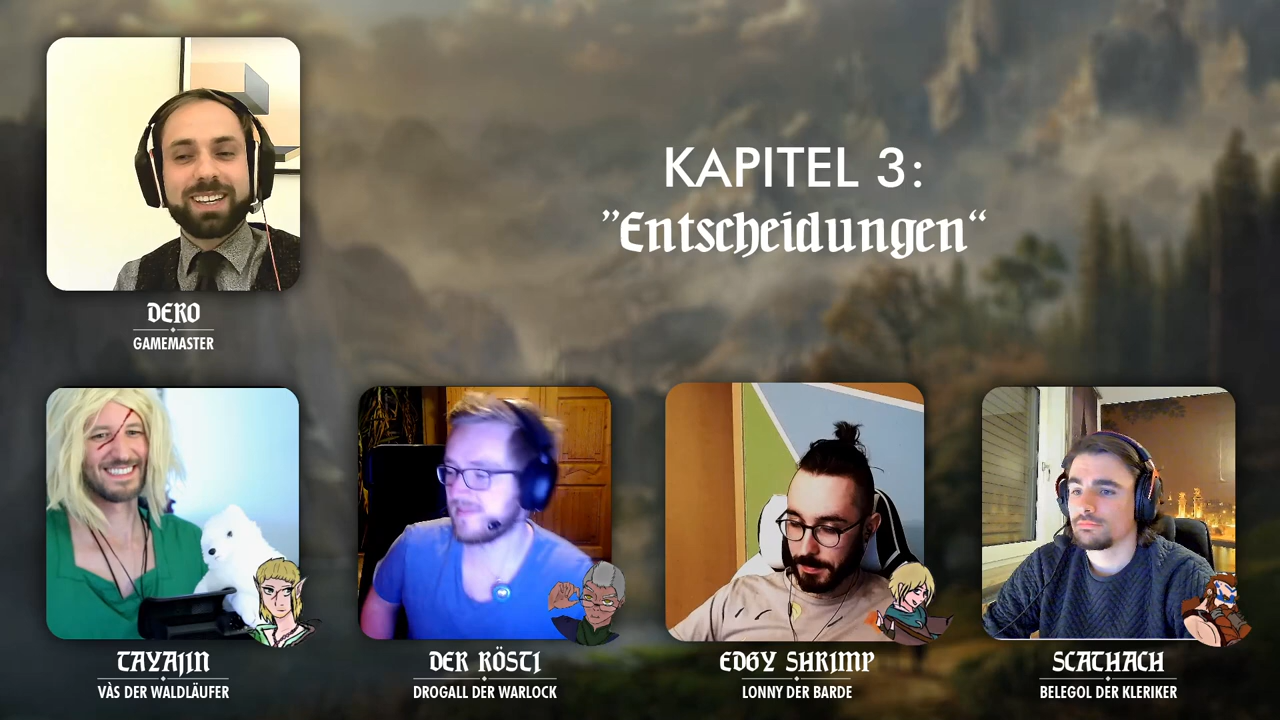 KAPITEL 3:
”Entscheidungen“
DERO
GAMEMASTER
TAYAJIN
VÀS DER WALDLÄUFER
DER RÖSTI
DROGALL DER WARLOCK
EDGY SHRIMP
LONNY DER BARDE
SCATHACH
BELEGOL DER KLERIKER